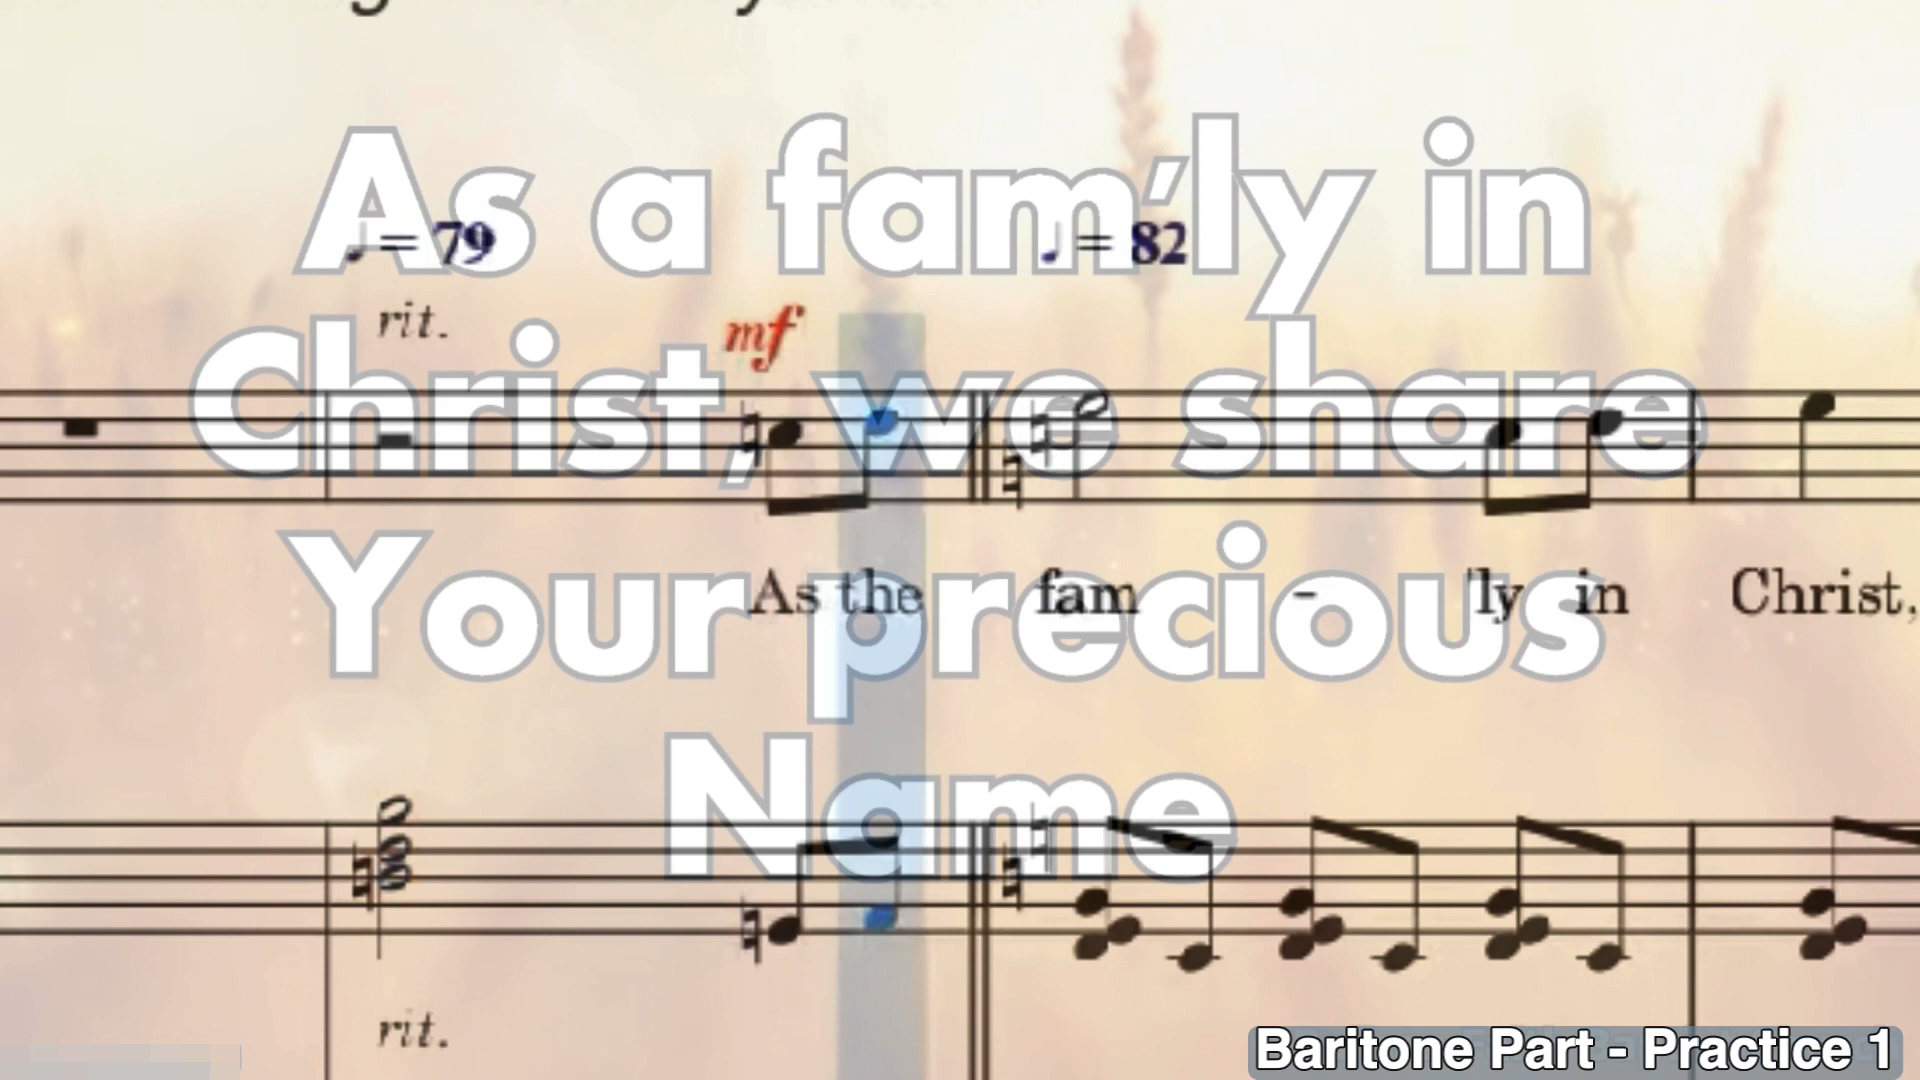 As a fam'ly in
♩= 79
♩= 82
rit.
mf
Christ, we share
As the fam - 'ly in Christ,
Your precious
Name
rit.
Baritone Part - Practice 1